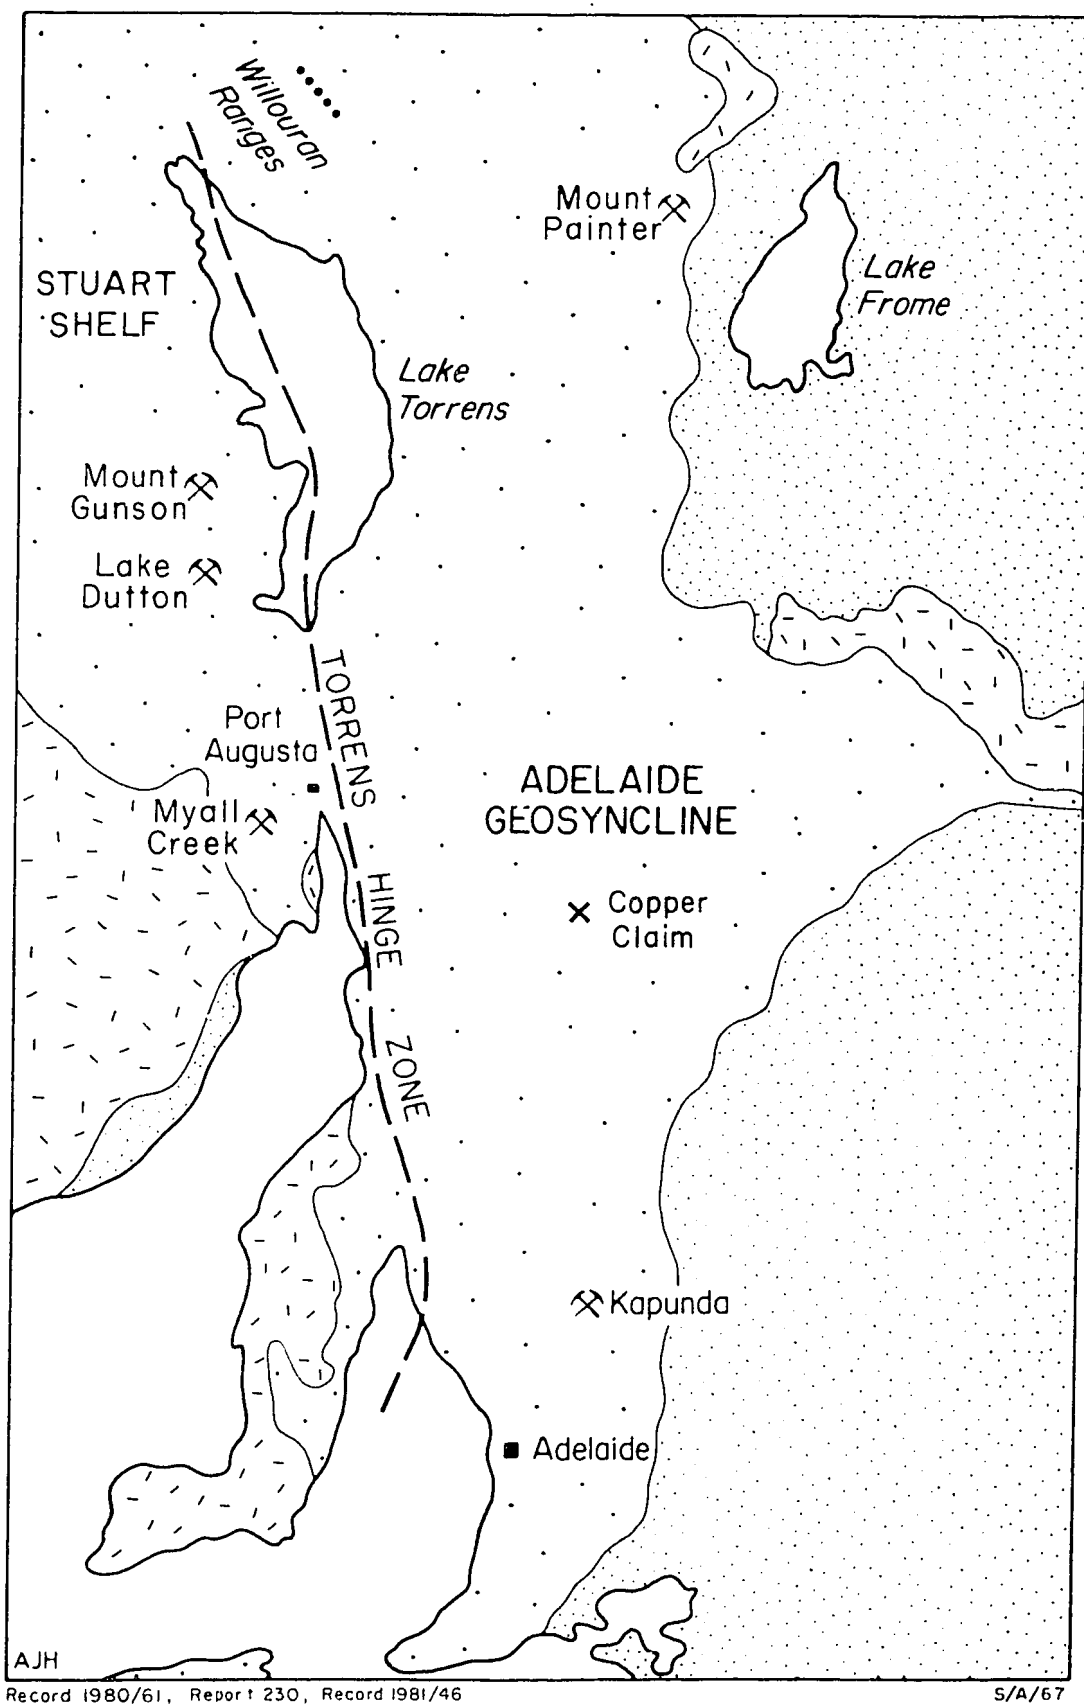 Willouran
Ranges
Mount
Painter
STUART
SHELF
Lake
Frome
Lake
Torrens
Mount
Gunson
Lake
Dutton
TORRENS HINGE ZONE
Port
Augusta
ADELAIDE
GEOSYNCLINE
Myall
Creek
Copper
Claim
Kapunda
Adelaide
AJH
Record 1980/61, Report 230, Record 1981/46
S/A/67